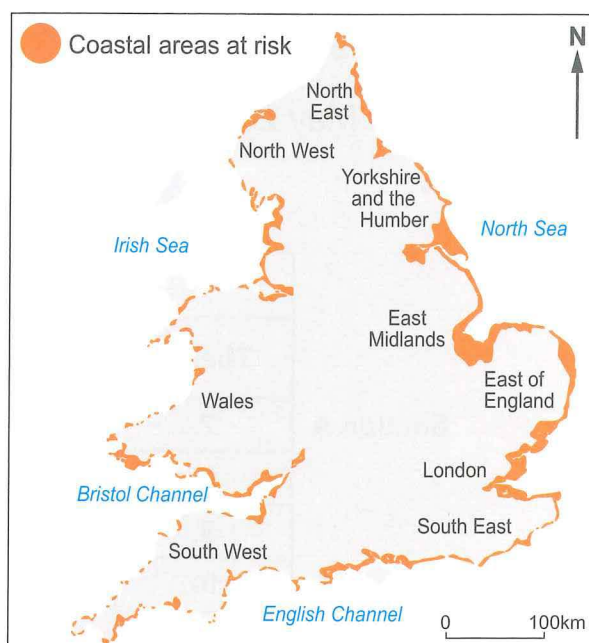 Coastal areas at risk
N
North
East
North West
Yorkshire
and the
Humber
Irish Sea
North Sea
East
Midlands
East of
England
Wales
London
Bristol Channel
South East
South West
English Channel
0 100km